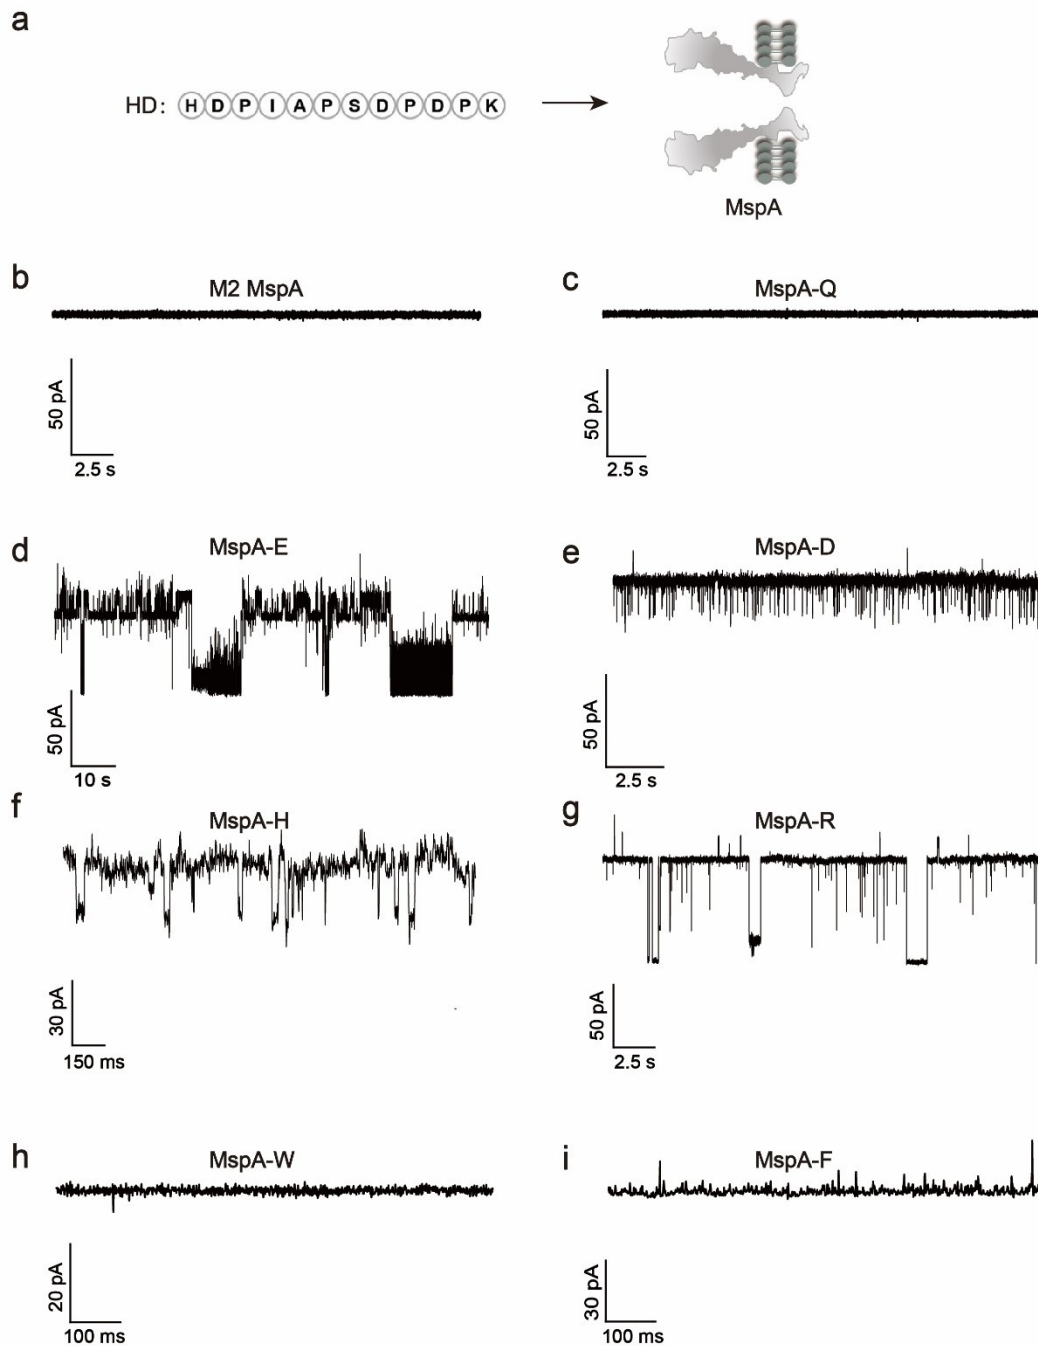 a
HD: H D P I A P S D P D P K
MspA
b
M2 MspA
50 pA
2.5 s
c
MspA-Q
50 pA
2.5 s
d
MspA-E
50 pA
10 s
e
MspA-D
50 pA
2.5 s
f
MspA-H
30 pA
150 ms
g
MspA-R
50 pA
2.5 s
h
MspA-W
20 pA
100 ms
i
MspA-F
30 pA
100 ms